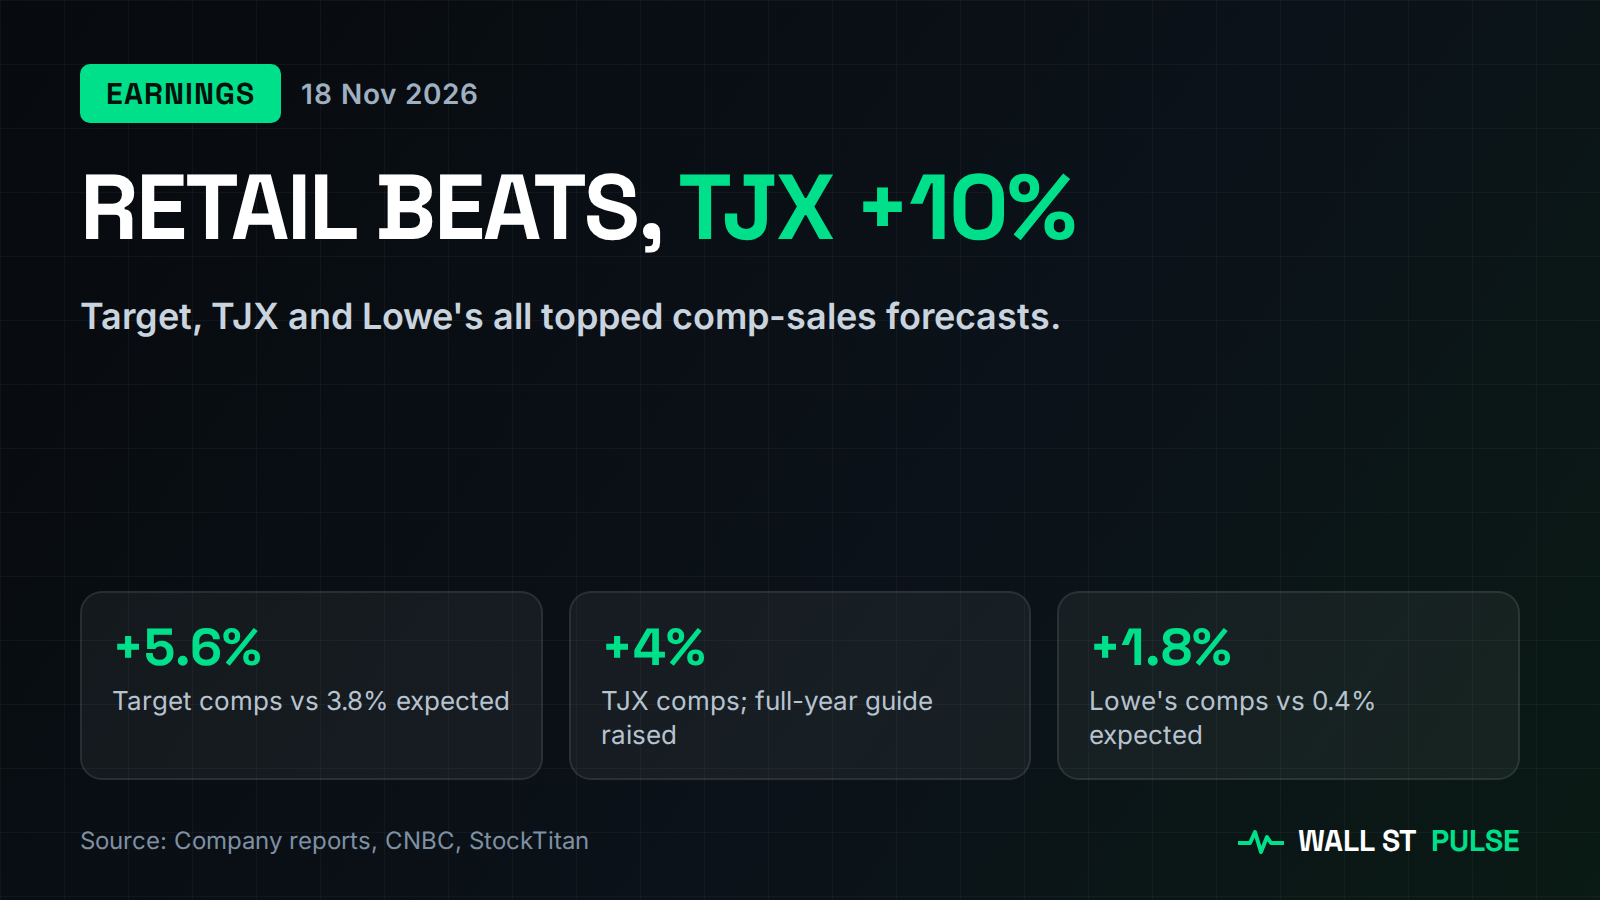 EARNINGS 18 Nov 2026
RETAIL BEATS, TJX +10%
Target, TJX and Lowe's all topped comp-sales forecasts.
+5.6%
Target comps vs 3.8% expected
+4%
TJX comps; full-year guide
raised
+1.8%
Lowe's comps vs 0.4%
expected
Source: Company reports, CNBC, StockTitan
WALL ST PULSE